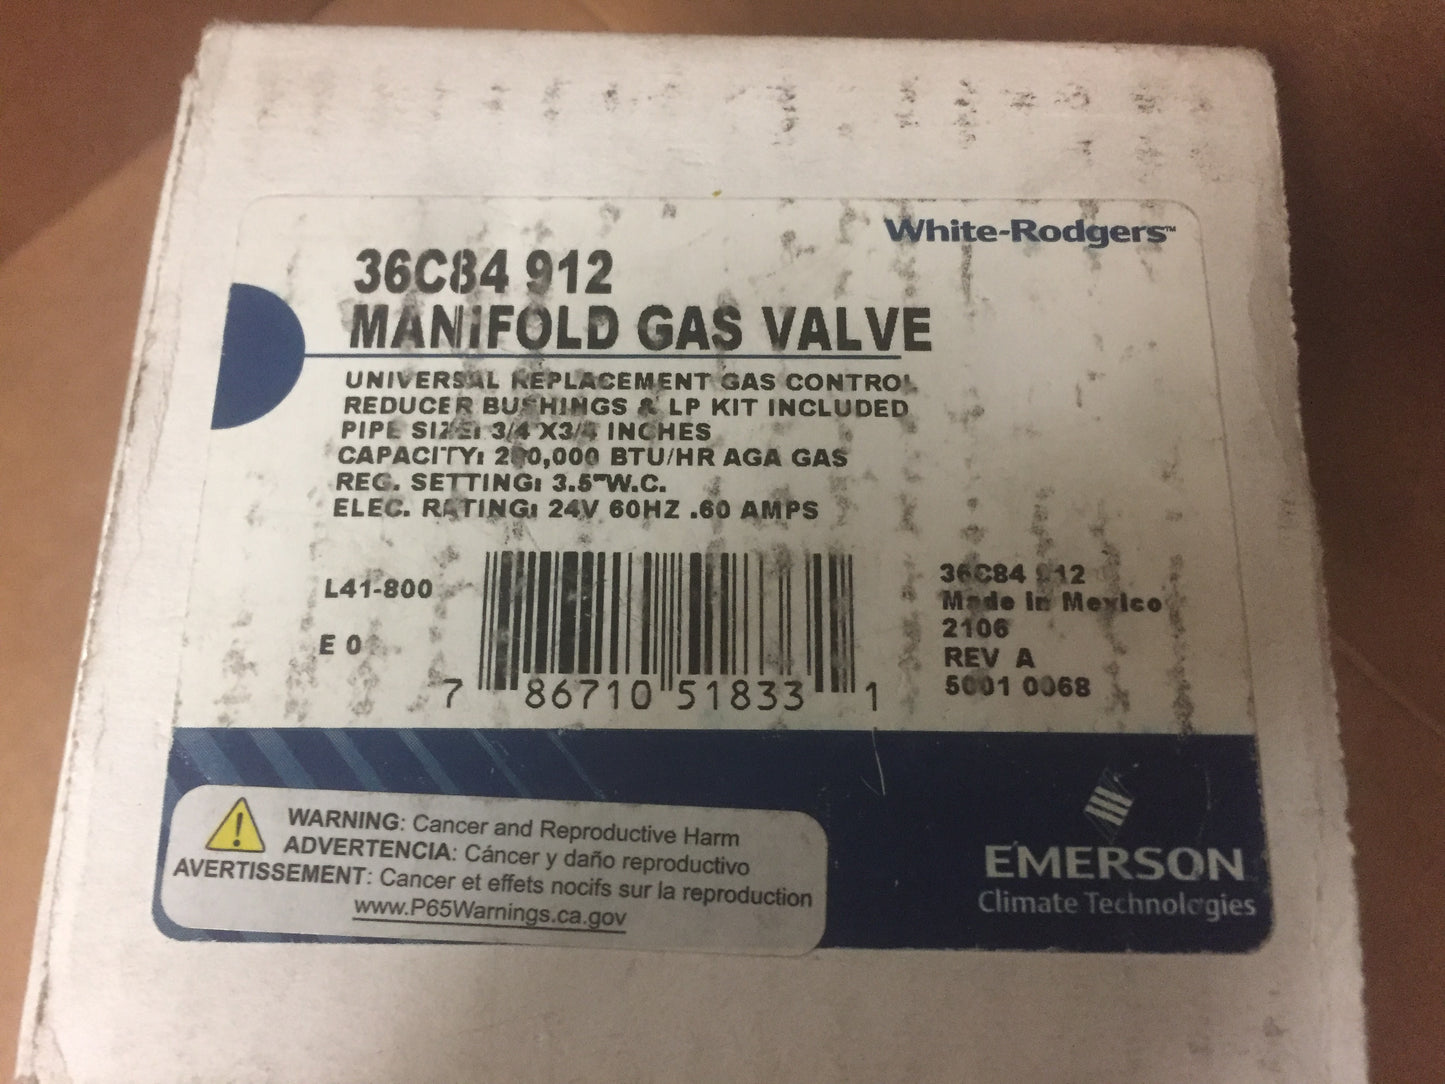 White-Rodgers™
36C84 912
MANIFOLD GAS VALVE
UNIVERSAL REPLACEMENT GAS CONTROL
REDUCER BUSHINGS & LP KIT INCLUDED
PIPE SIZE: 3/4 X3/4 INCHES
CAPACITY: 280,000 BTU/HR AGA GAS
REG. SETTING: 3.5"W.C.
ELEC. RATING: 24V 60HZ .60 AMPS
L41-800
E 0
7 86710 51833 1
36C84 912
Made in Mexico
2106
REV A
5001 0068
WARNING: Cancer and Reproductive Harm
ADVERTENCIA: Cáncer y daño reproductivo
AVERTISSEMENT: Cancer et effets nocifs sur la reproduction
www.P65Warnings.ca.gov
EMERSON
Climate Technologies